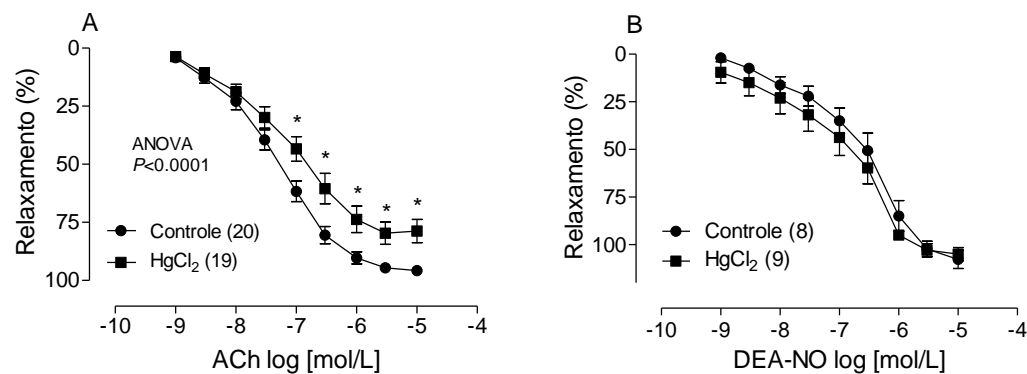 A
0
25
50
75
100
Relaxamento (%)
ANOVA
P<0.0001
* * * * *
Controle (20)
HgCl₂ (19)
-10 -9 -8 -7 -6 -5 -4
ACh log [mol/L]
B
0
25
50
75
100
Relaxamento (%)
Controle (8)
HgCl₂ (9)
-10 -9 -8 -7 -6 -5 -4
DEA-NO log [mol/L]